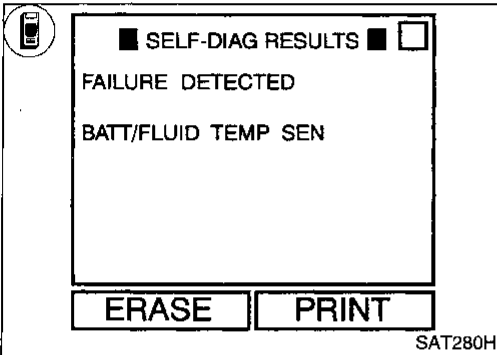 SELF-DIAG RESULTS
FAILURE DETECTED
BATT/FLUID TEMP SEN
ERASE
PRINT
SAT280H